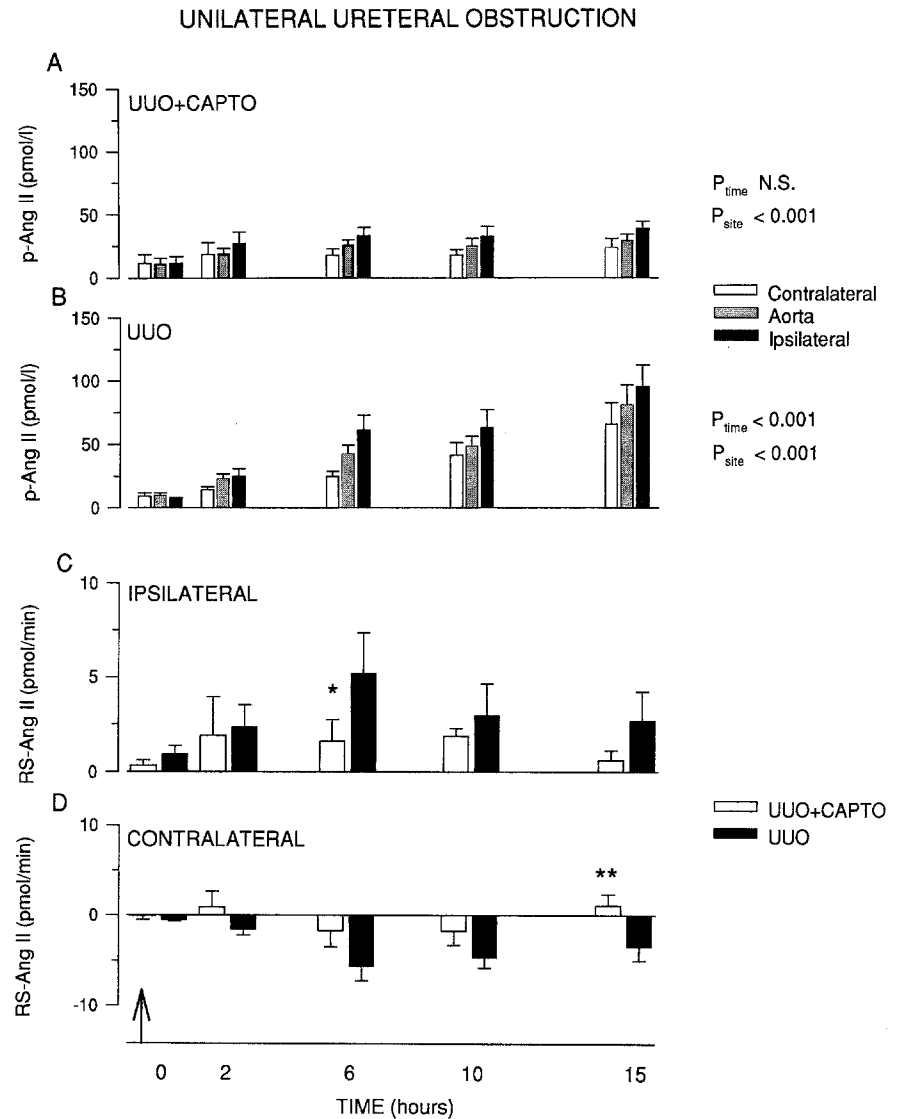 UNILATERAL URETERAL OBSTRUCTION
A
UUO+CAPTO
p-Ang II (pmol/l)
150
100
50
0
P_time N.S.
P_site < 0.001
B
UUO
p-Ang II (pmol/l)
150
100
50
0
Contralateral
Aorta
Ipsilateral
P_time < 0.001
P_site < 0.001
C
IPSILATERAL
RS-Ang II (pmol/min)
10
5
0
*
D
CONTRALATERAL
RS-Ang II (pmol/min)
10
0
-10
**
UUO+CAPTO
UUO
0 2 6 10 15
TIME (hours)